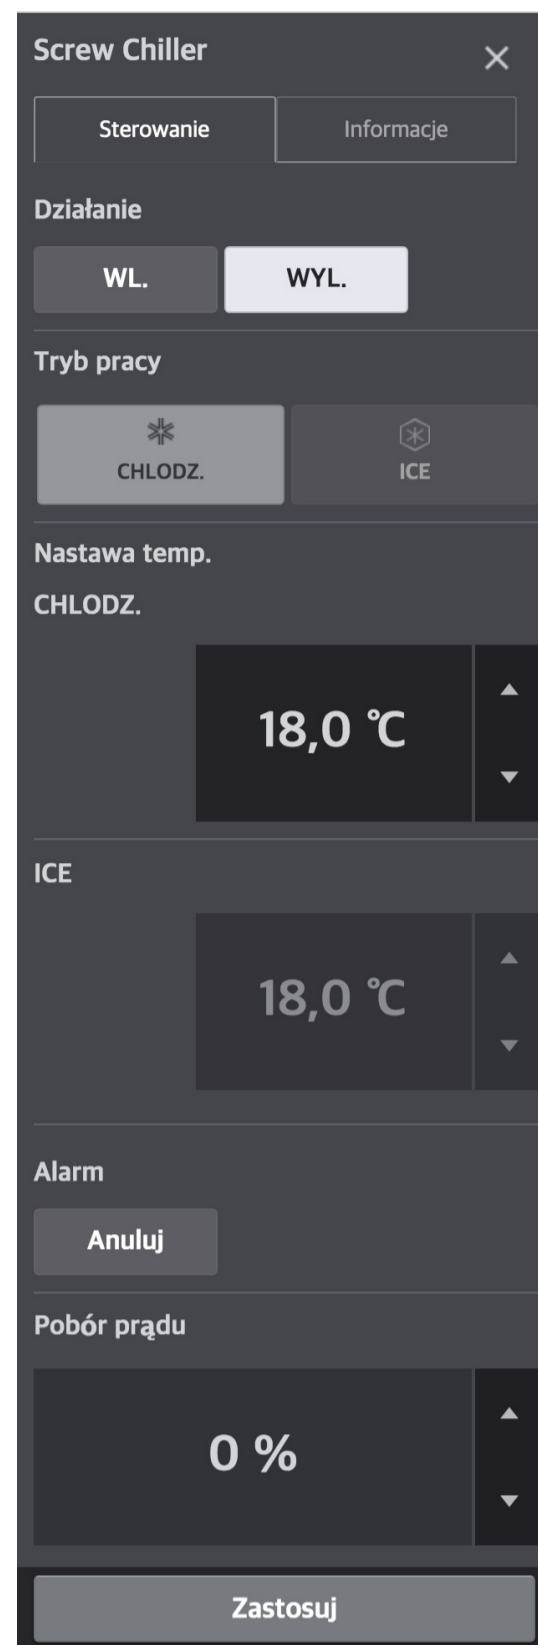 Screw Chiller
Sterowanie
Informacje
Działanie
WL.
WYL.
Tryb pracy
CHLODZ.
ICE
Nastawa temp.
CHLODZ.
18,0 ℃
ICE
18,0 ℃
Alarm
Anuluj
Pobór prądu
0 %
Zastosuj